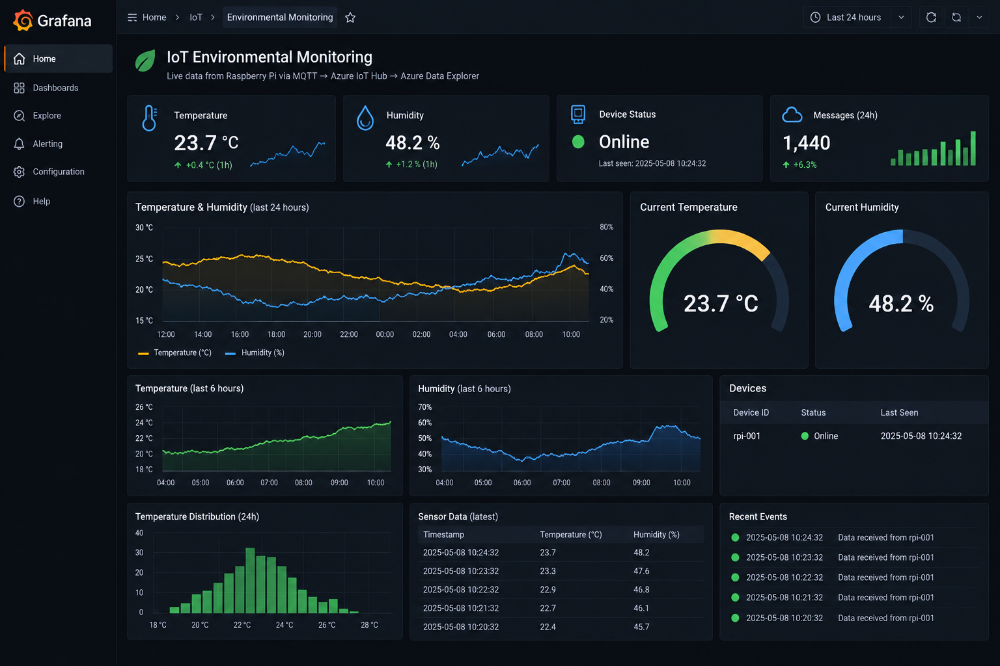 Grafana
Home
Dashboards
Explore
Alerting
Configuration
Help
Home > IoT > Environmental Monitoring
Last 24 hours
IoT Environmental Monitoring
Live data from Raspberry Pi via MQTT → Azure IoT Hub → Azure Data Explorer
Temperature
23.7 °C
+0.4 °C (1h)
Humidity
48.2 %
+1.2 % (1h)
Device Status
Online
Last seen: 2025-05-08 10:24:32
Messages (24h)
1,440
+6.3%
Temperature & Humidity (last 24 hours)
30 °C
25 °C
20 °C
15 °C
80%
60%
40%
20%
12:00 14:00 16:00 18:00 20:00 22:00 00:00 02:00 04:00 06:00 08:00 10:00
Temperature (°C) Humidity (%)
Current Temperature
23.7 °C
Current Humidity
48.2 %
Temperature (last 6 hours)
26 °C
24 °C
22 °C
20 °C
18 °C
04:00 05:00 06:00 07:00 08:00 09:00 10:00
Humidity (last 6 hours)
70%
60%
50%
40%
30%
04:00 05:00 06:00 07:00 08:00 09:00 10:00
Devices
Device ID Status Last Seen
rpi-001 Online 2025-05-08 10:24:32
Temperature Distribution (24h)
40
30
20
10
0
18 °C 20 °C 22 °C 24 °C 26 °C 28 °C
Sensor Data (latest)
Timestamp Temperature (°C) Humidity (%)
2025-05-08 10:24:32 23.7 48.2
2025-05-08 10:23:32 23.3 47.6
2025-05-08 10:22:32 22.9 46.8
2025-05-08 10:21:32 22.7 46.1
2025-05-08 10:20:32 22.4 45.7
Recent Events
2025-05-08 10:24:32 Data received from rpi-001
2025-05-08 10:23:32 Data received from rpi-001
2025-05-08 10:22:32 Data received from rpi-001
2025-05-08 10:21:32 Data received from rpi-001
2025-05-08 10:20:32 Data received from rpi-001